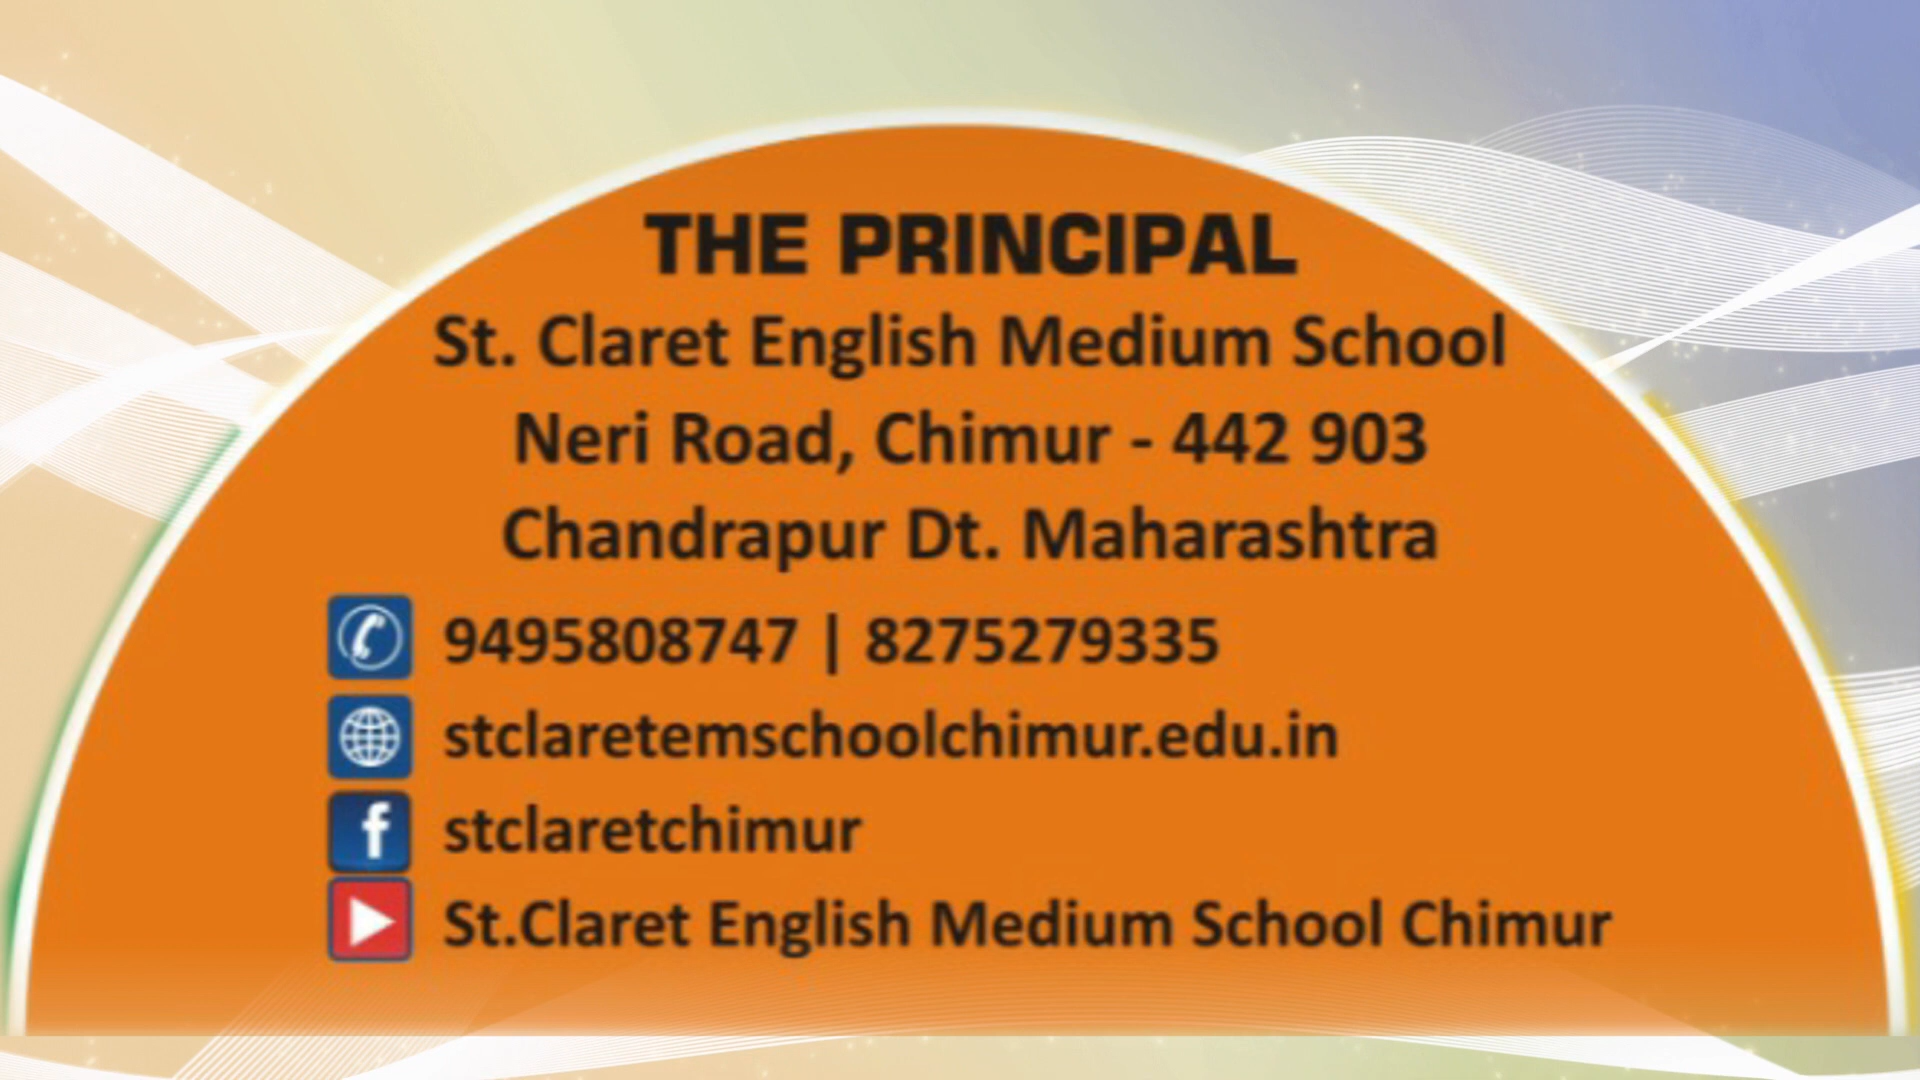 THE PRINCIPAL
St. Claret English Medium School
Neri Road, Chimur - 442 903
Chandrapur Dt. Maharashtra
9495808747 | 8275279335
stclaretemschoolchimur.edu.in
stclaretchimur
St.Claret English Medium School Chimur